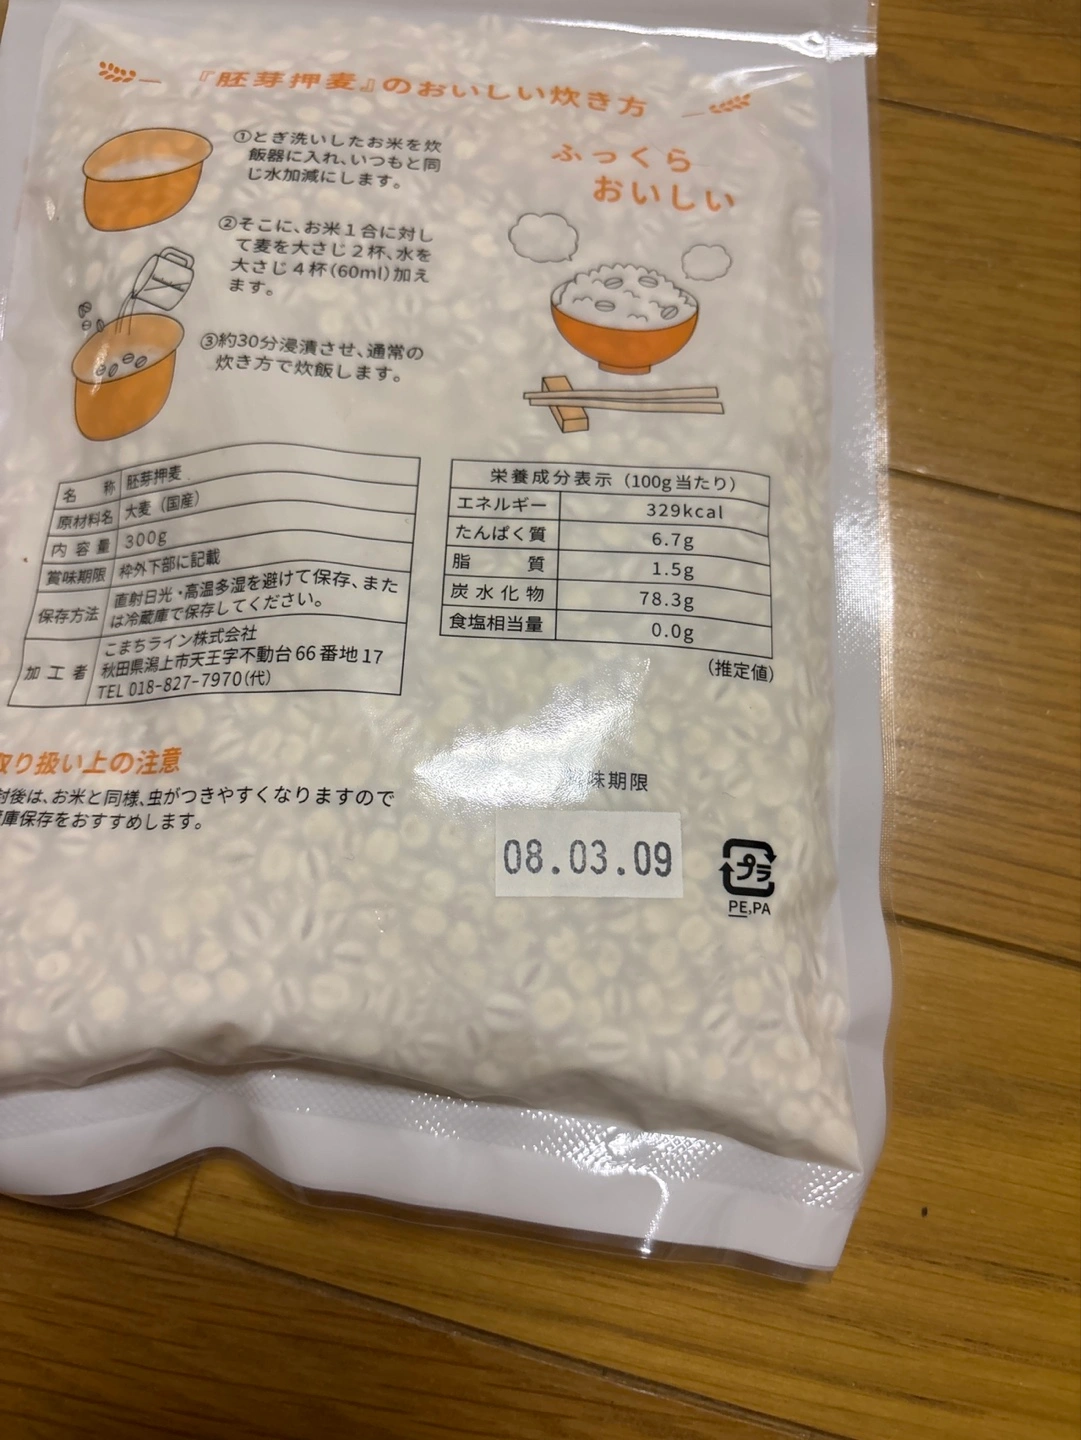 『胚芽押麦』のおいしい炊き方
①とぎ洗いしたお米を炊
飯器に入れ、いつもと同
じ水加減にします。
ふっくら
おいしい
②そこに、お米1合に対し
て麦を大さじ2杯、水を
大さじ4杯(60ml)加え
ます。
③約30分浸漬させ、通常の
炊き方で炊飯します。
名称 胚芽押麦
原材料名 大麦（国産）
内容量 300g
賞味期限 枠外下部に記載
保存方法 直射日光・高温多湿を避けて保存、また
は冷蔵庫で保存してください。
加工者 こまちライン株式会社
秋田県潟上市天王字不動台66番地17
TEL 018-827-7970(代)
栄養成分表示（100g当たり）
エネルギー 329kcal
たんぱく質 6.7g
脂質 1.5g
炭水化物 78.3g
食塩相当量 0.0g
(推定値)
取り扱い上の注意
封後は、お米と同様、虫がつきやすくなりますので
庫保存をおすすめします。
賞味期限
08.03.09
プラ
PE,PA